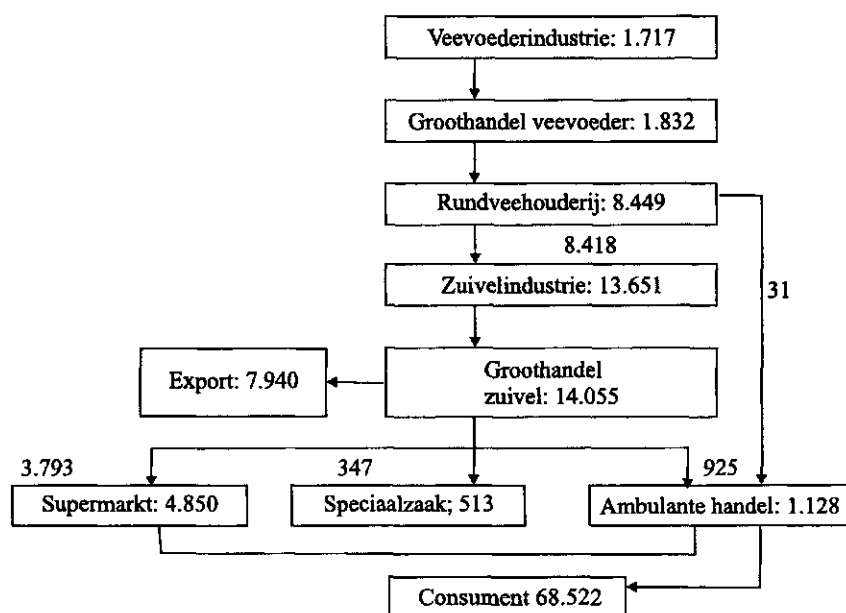 Veevoederindustrie: 1.717
Groothandel veevoeder: 1.832
Rundveehouderij: 8.449
8.418
Zuivelindustrie: 13.651
31
Export: 7.940
Groothandel
zuivel: 14.055
3.793
347
925
Supermarkt: 4.850
Speciaalzaak; 513
Ambulante handel: 1.128
Consument 68.522